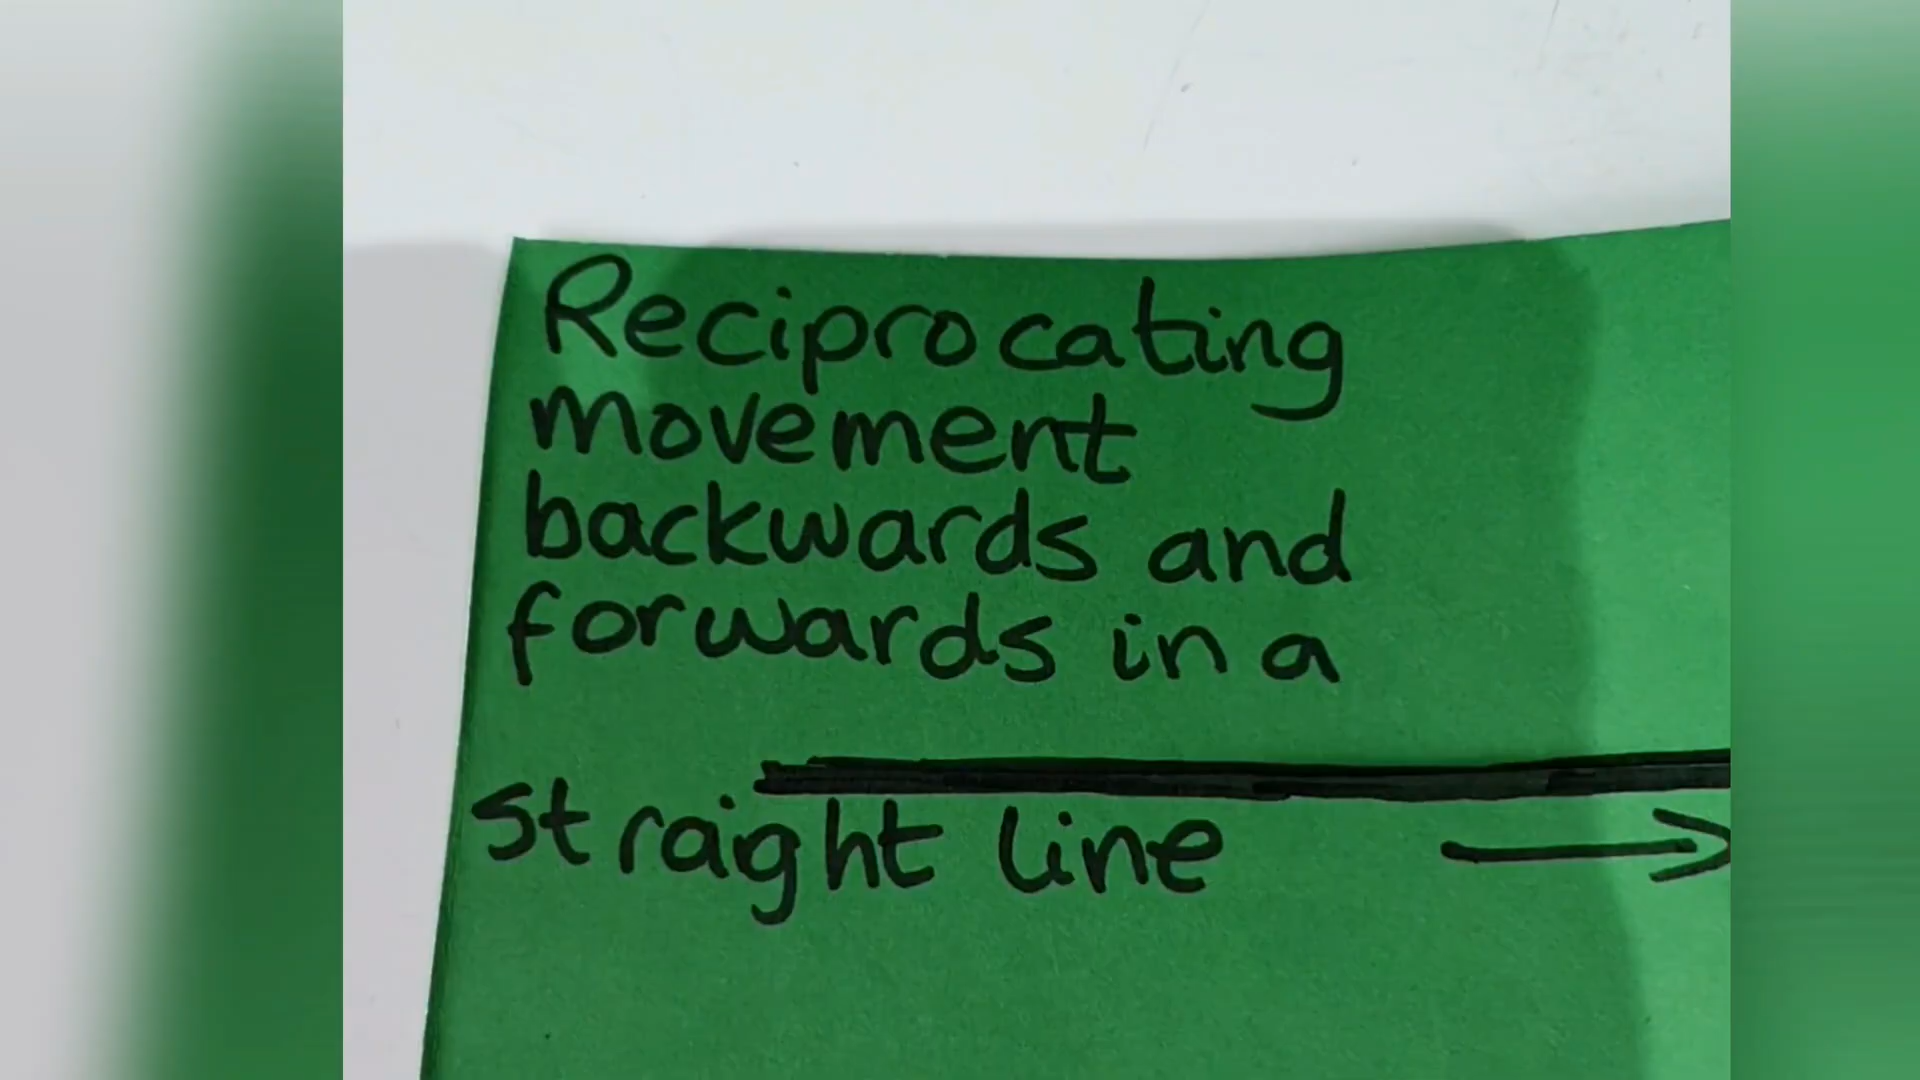 Reciprocating
movement
backwards and
forwards in a
straight line